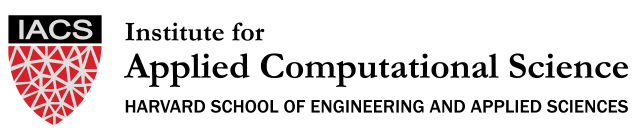 IACS
Institute for
Applied Computational Science
HARVARD SCHOOL OF ENGINEERING AND APPLIED SCIENCES